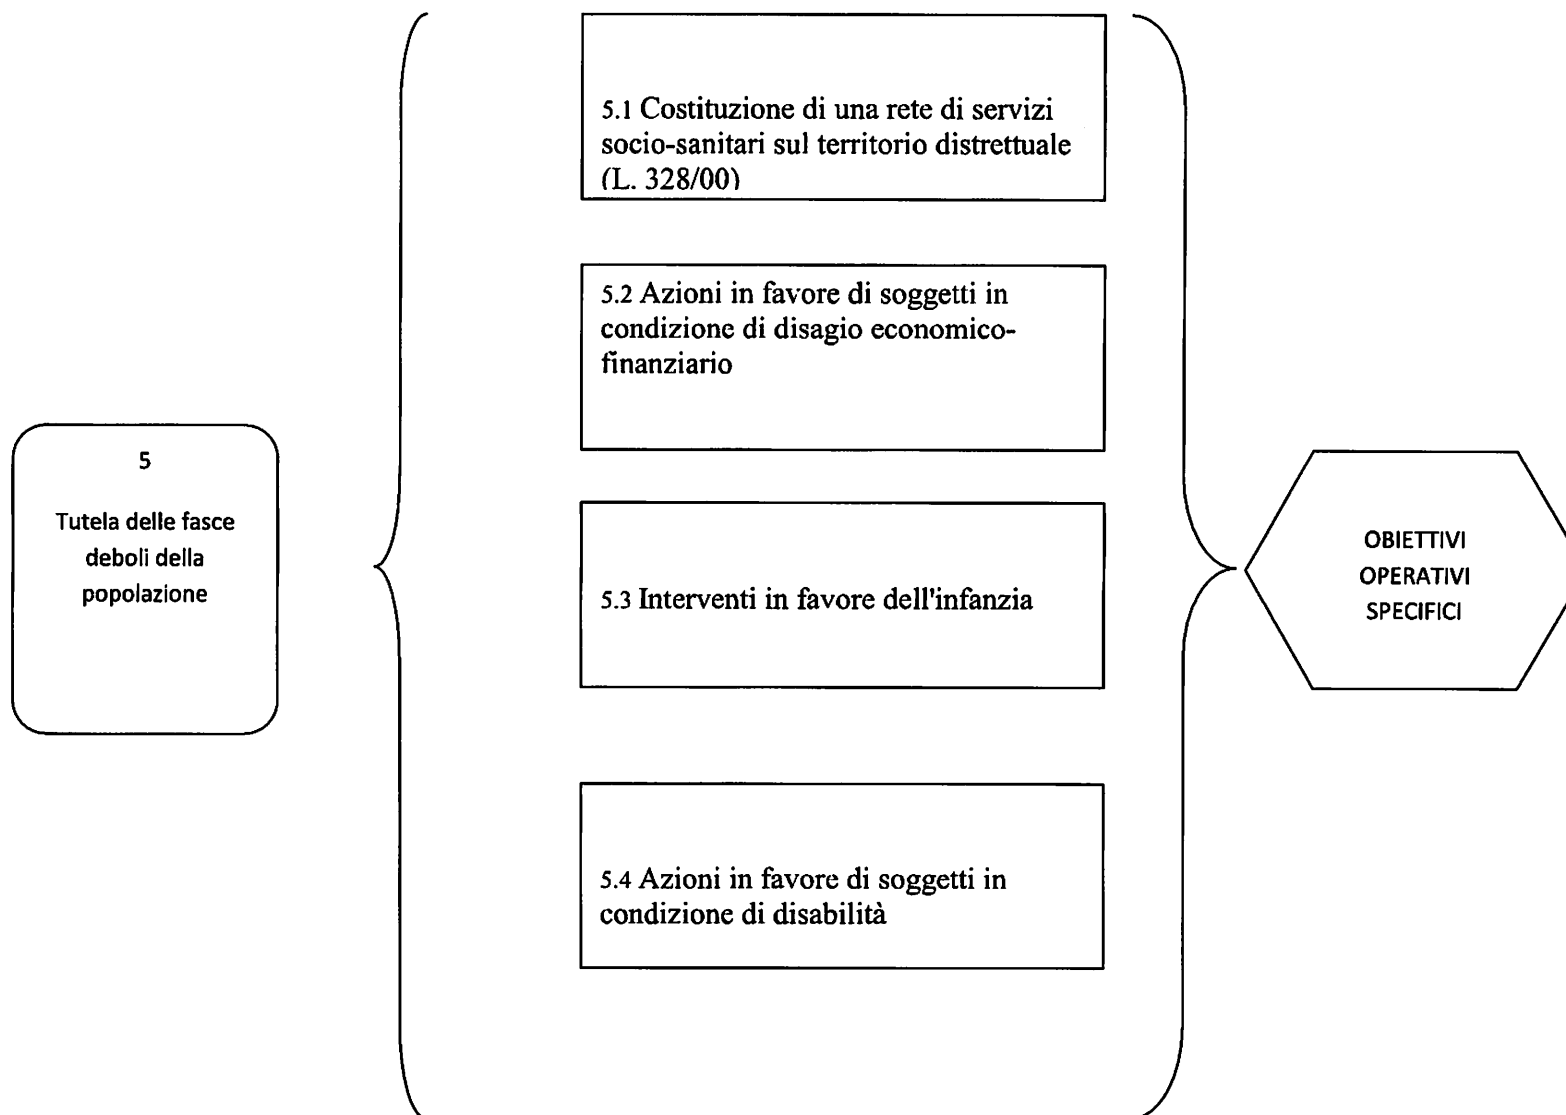 5.1 Costituzione di una rete di servizi
socio-sanitari sul territorio distrettuale
(L. 328/00)
5.2 Azioni in favore di soggetti in
condizione di disagio economico-
finanziario
5
Tutela delle fasce
deboli della
popolazione
5.3 Interventi in favore dell'infanzia
OBIETTIVI
OPERATIVI
SPECIFICI
5.4 Azioni in favore di soggetti in
condizione di disabilità